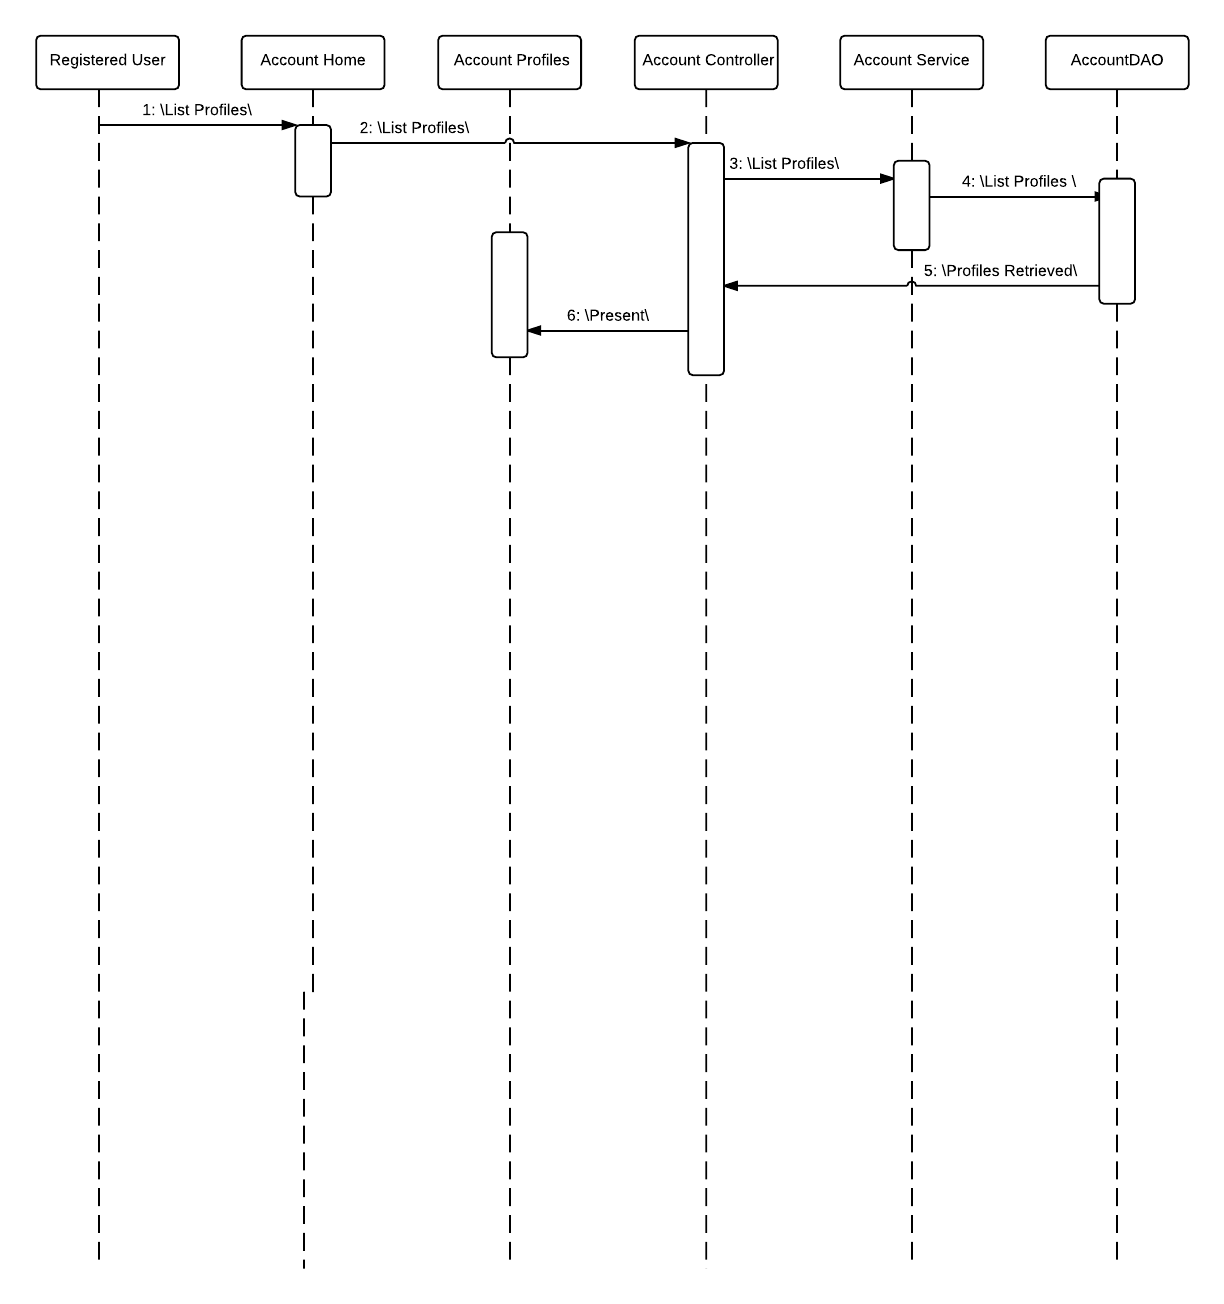 Registered User
Account Home
Account Profiles
Account Controller
Account Service
AccountDAO
1: \List Profiles\
2: \List Profiles\
3: \List Profiles\
4: \List Profiles \
5: \Profiles Retrieved\
6: \Present\